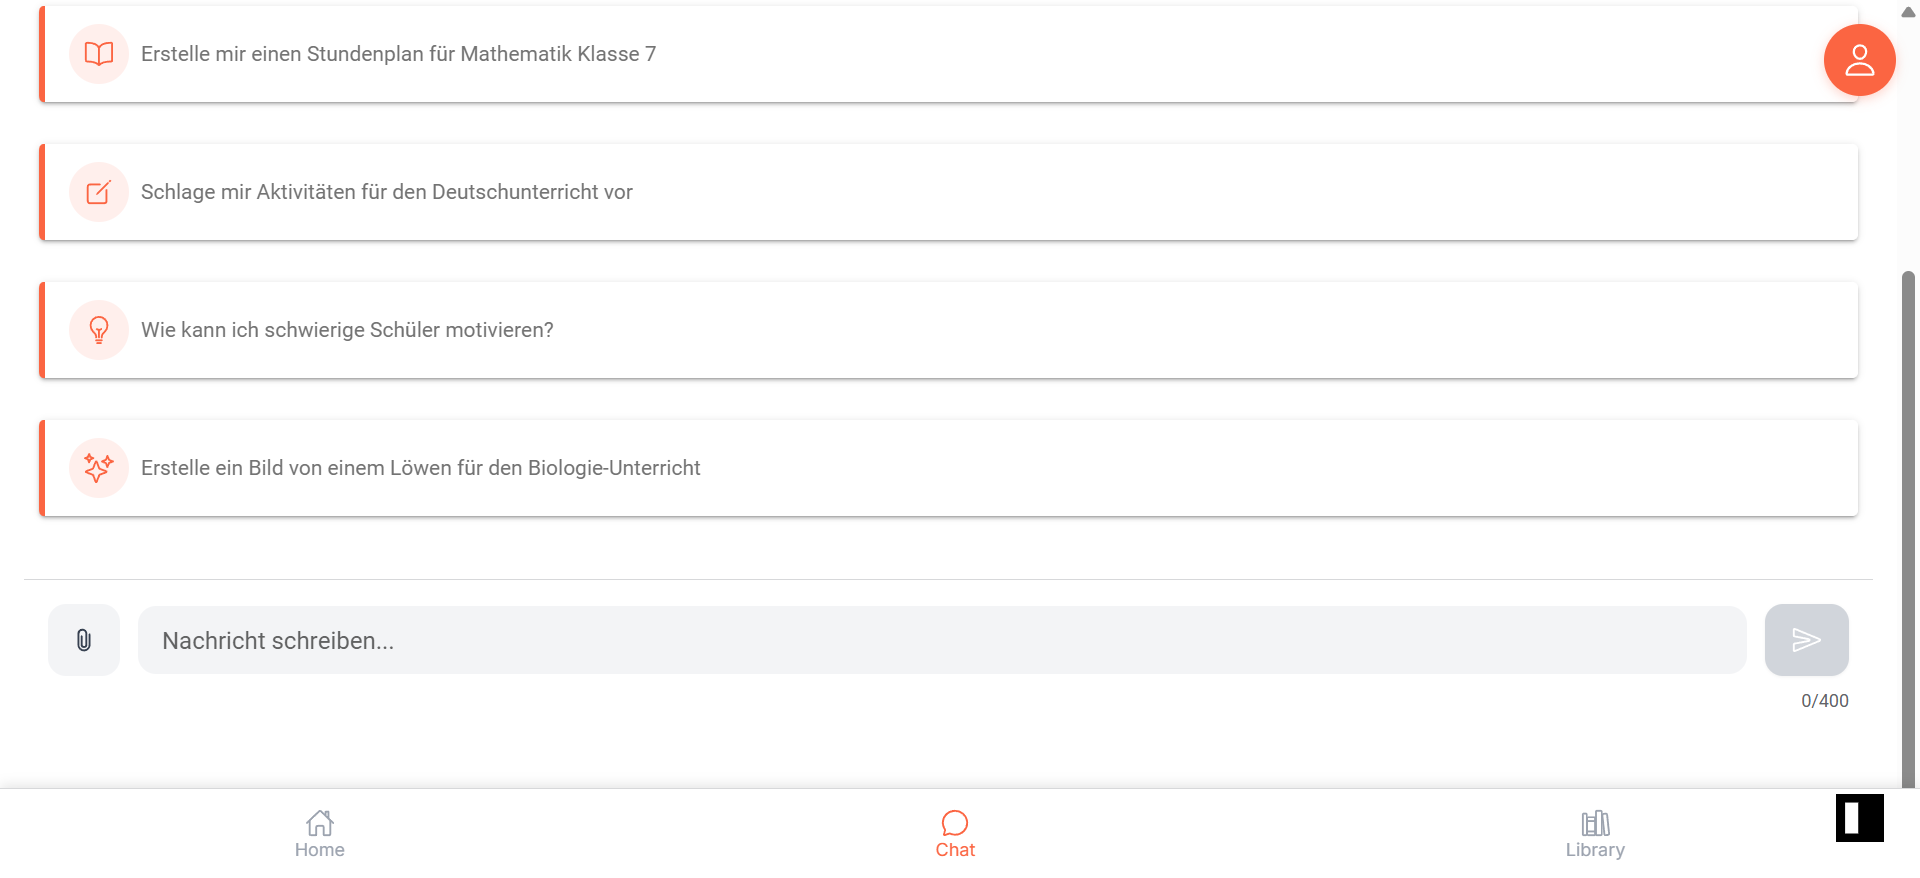 Erstelle mir einen Stundenplan für Mathematik Klasse 7
Schlage mir Aktivitäten für den Deutschunterricht vor
Wie kann ich schwierige Schüler motivieren?
Erstelle ein Bild von einem Löwen für den Biologie-Unterricht
Nachricht schreiben...
0/400
Home
Chat
Library